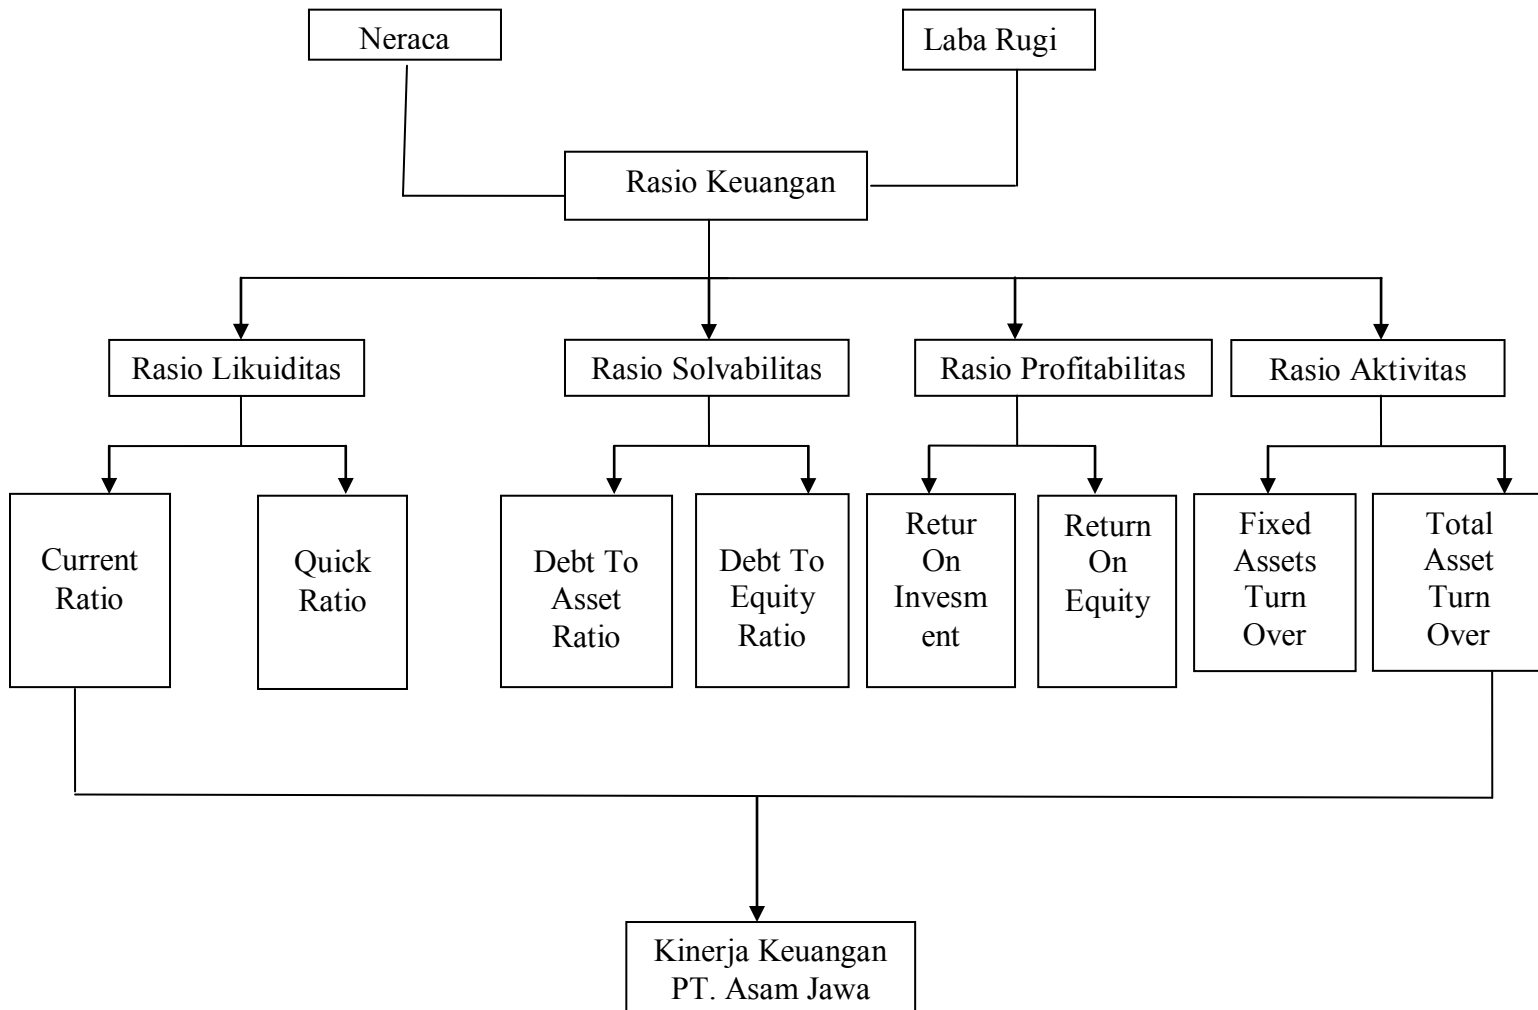 Neraca
Laba Rugi
Rasio Keuangan
Rasio Likuiditas
Rasio Solvabilitas
Rasio Profitabilitas
Rasio Aktivitas
Current
Ratio
Quick
Ratio
Debt To
Asset
Ratio
Debt To
Equity
Ratio
Retur
On
Invesm
ent
Return
On
Equity
Fixed
Assets
Turn
Over
Total
Asset
Turn
Over
Kinerja Keuangan
PT. Asam Jawa